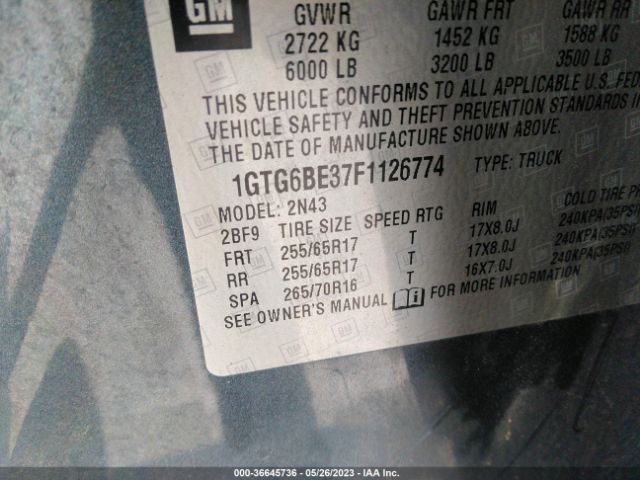 GM
GVWR GAWR FRT GAWR RR
2722 KG 1452 KG 1588 KG
6000 LB 3200 LB 3500 LB
THIS VEHICLE CONFORMS TO ALL APPLICABLE U.S. FED
VEHICLE SAFETY AND THEFT PREVENTION STANDARDS I
THE DATE OF MANUFACTURE SHOWN ABOVE.
1GTG6BE37F1126774 TYPE: TRUCK
MODEL: 2N43
2BF9 TIRE SIZE SPEED RTG RIM COLD TIRE P
FRT 255/65R17 T 17X8.0J 240KPA(35PSI)
RR 255/65R17 T 17X8.0J 240KPA(35PSI)
SPA 265/70R16 T 16X7.0J 240KPA(35PSI)
SEE OWNER'S MANUAL i FOR MORE INFORMATION
000-36645736 - 05/26/2023 - IAA Inc.